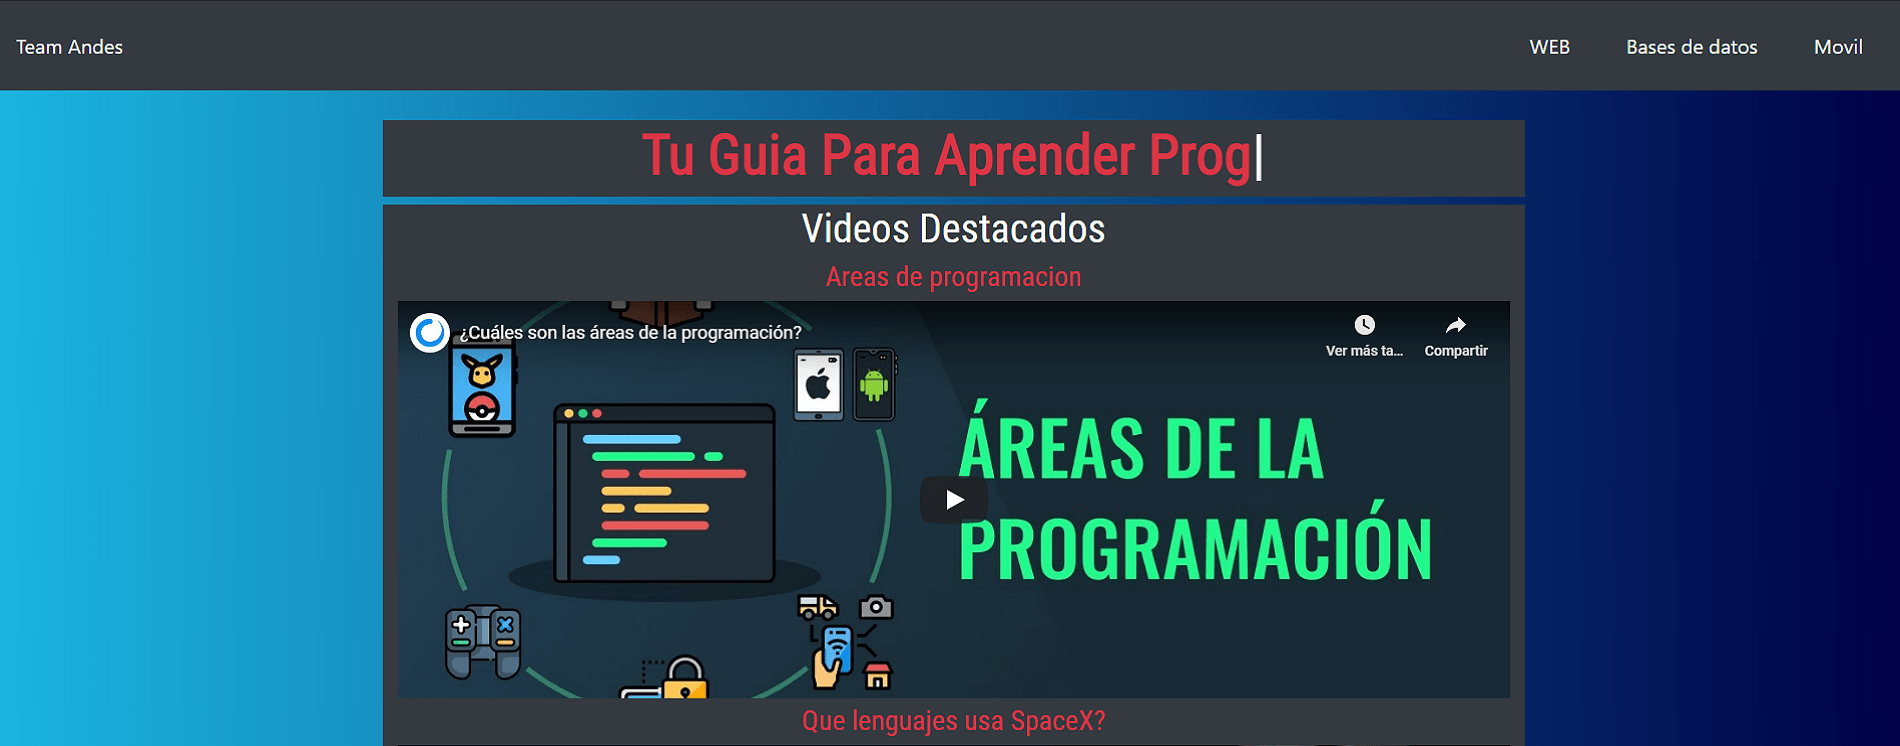 Team Andes
WEB
Bases de datos
Movil
Tu Guia Para Aprender Prog|
Videos Destacados
Areas de programacion
¿Cuáles son las áreas de la programación?
Ver más ta...
Compartir
ÁREAS DE LA
PROGRAMACIÓN
Que lenguajes usa SpaceX?